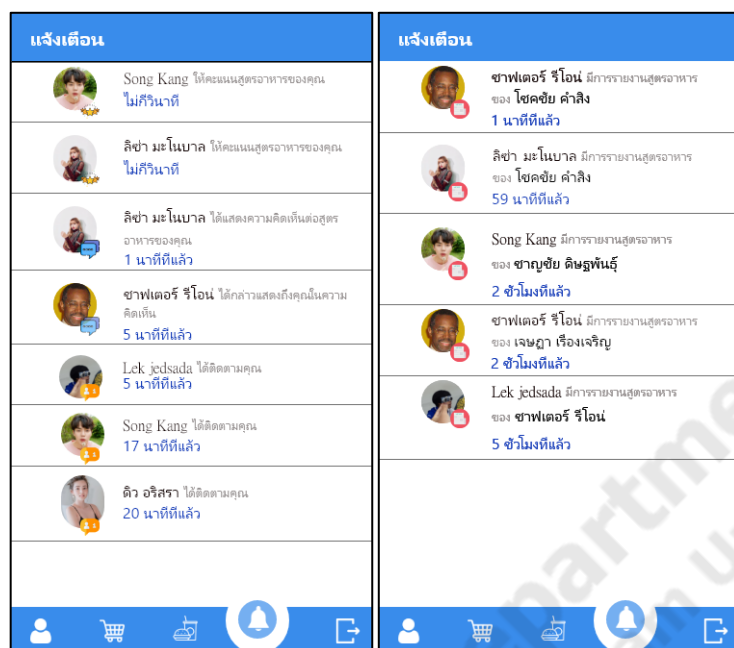 แจ้งเตือน
Song Kang ให้คะแนนสูตรอาหารของคุณ
ไม่กี่วินาที
ลิซ่า มะโนบาล ให้คะแนนสูตรอาหารของคุณ
ไม่กี่วินาที
ลิซ่า มะโนบาล ได้แสดงความคิดเห็นต่อสูตร
อาหารของคุณ
1 นาทีที่แล้ว
ซาฟเตอร์ รีโอน่ ได้กล่าวแสดงถึงคุณในความ
คิดเห็น
5 นาทีที่แล้ว
Lek jedsada ได้ติดตามคุณ
5 นาทีที่แล้ว
Song Kang ได้ติดตามคุณ
17 นาทีที่แล้ว
ดิว อริสรา ได้ติดตามคุณ
20 นาทีที่แล้ว
แจ้งเตือน
ซาฟเตอร์ รีโอน่ มีการรายงานสูตรอาหาร
ของ โชคชัย คำสิง
1 นาทีที่แล้ว
ลิซ่า มะโนบาล มีการรายงานสูตรอาหาร
ของ โชคชัย คำสิง
59 นาทีที่แล้ว
Song Kang มีการรายงานสูตรอาหาร
ของ ชาญชัย ดิษฐพันธุ์
2 ชั่วโมงที่แล้ว
ซาฟเตอร์ รีโอน่ มีการรายงานสูตรอาหาร
ของ เจษฎา เรืองเจริญ
2 ชั่วโมงที่แล้ว
Lek jedsada มีการรายงานสูตรอาหาร
ของ ซาฟเตอร์ รีโอน่
5 ชั่วโมงที่แล้ว